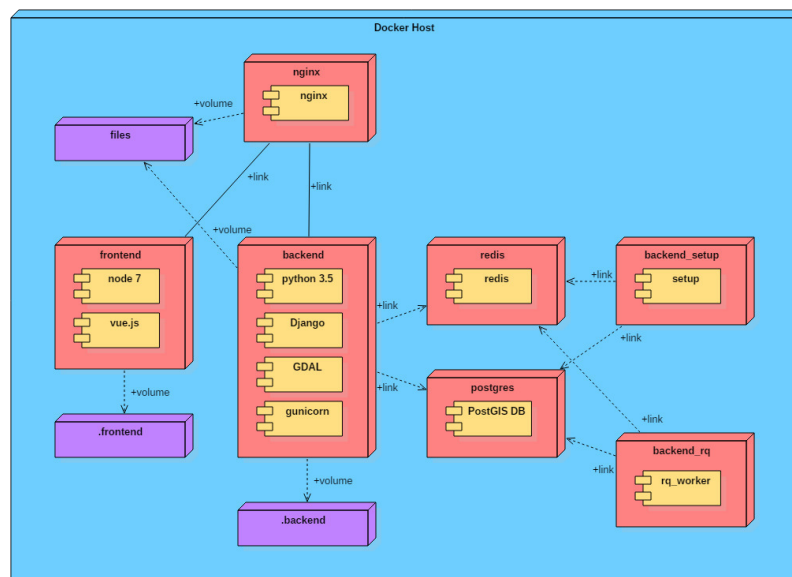 Docker Host
nginx
nginx
+volume
files
+link
+link
+volume
frontend
node 7
vue.js
backend
python 3.5
Django
GDAL
gunicorn
redis
redis
backend_setup
setup
+link
+link
+link
+link
postgres
PostGIS DB
+volume
.frontend
+link
backend_rq
rq_worker
+link
+volume
.backend